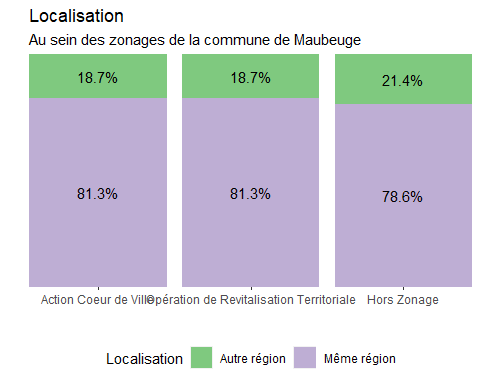 Localisation
Au sein des zonages de la commune de Maubeuge
18.7% 18.7% 21.4%
81.3% 81.3% 78.6%
Action Coeur de Ville Opération de Revitalisation Territoriale Hors Zonage
Localisation Autre région Même région